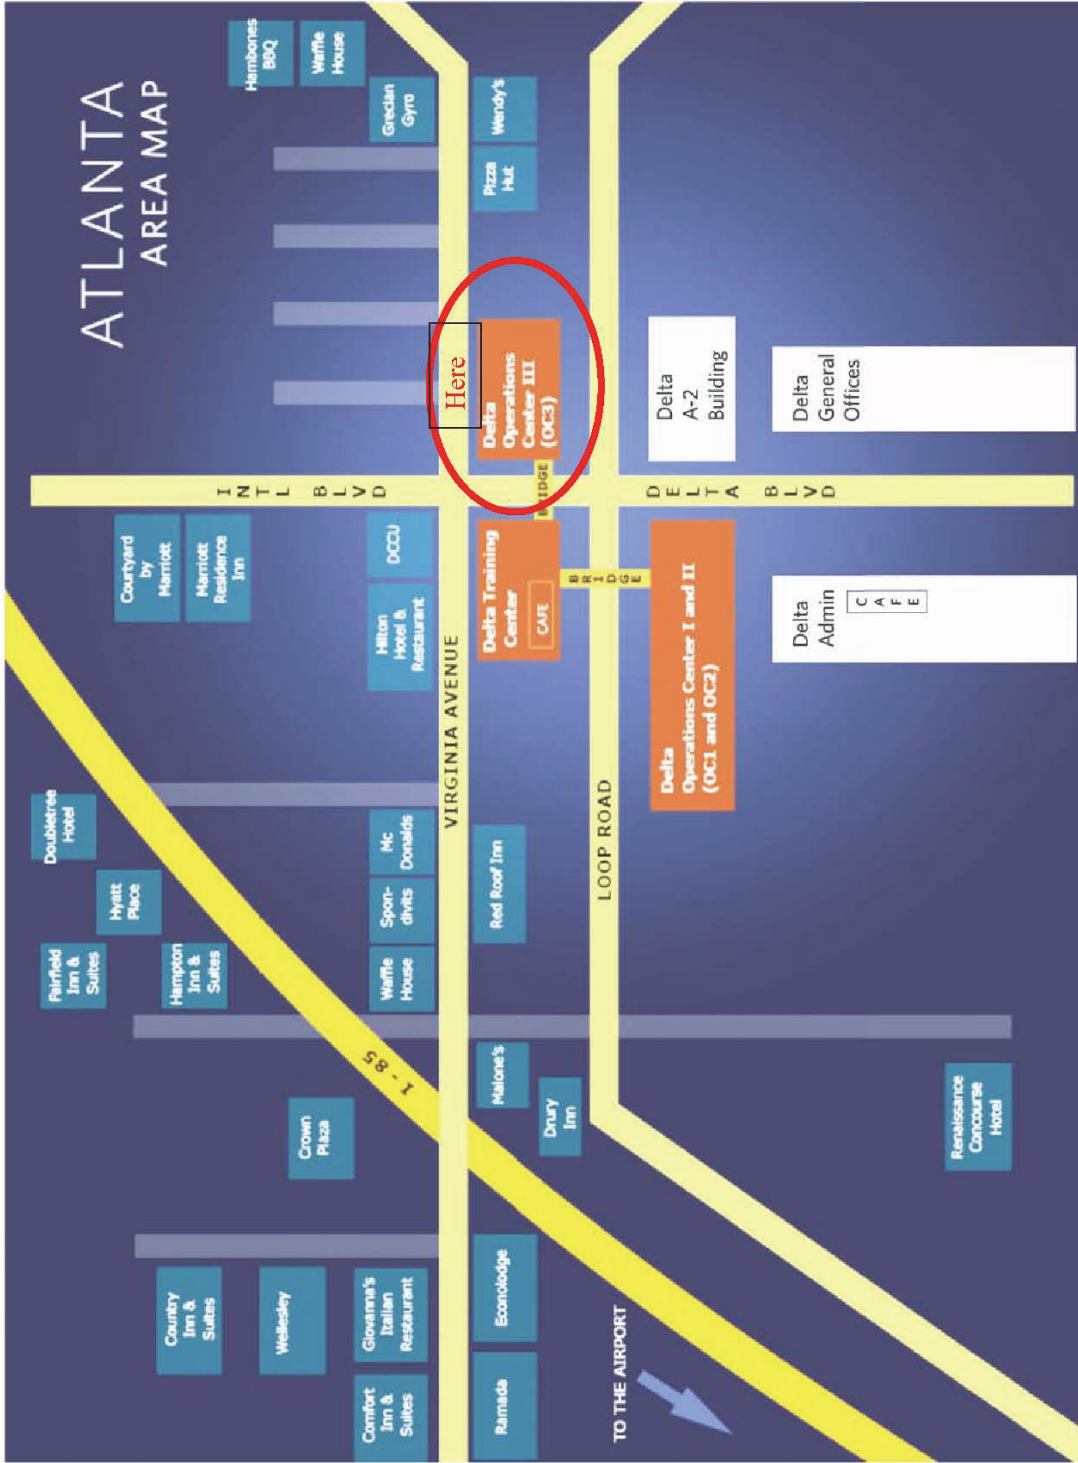 ATLANTA
AREA MAP
Hambones
BBQ
Waffle
House
Grecian
Gyro
Wendy's
Pizza
Hut
Here
Delta
Operations
Center III
(OC3)
BRIDGE
INTL BLVD
DELTA BLVD
Delta
A-2
Building
Delta
General
Offices
Courtyard
by
Marriott
Marriott
Residence
Inn
DCCU
Hilton
Hotel &
Restaurant
Delta Training
Center
CAFE
BRIDGE
Delta
Operations Center I and II
(OC1 and OC2)
Delta
Admin
CAFE
VIRGINIA AVENUE
LOOP ROAD
Doubletree
Hotel
Hyatt
Place
Fairfield
Inn &
Suites
Hampton
Inn &
Suites
Mc
Donalds
Spon-
divits
Waffle
House
Red Roof Inn
I - 85
Malone's
Drury
Inn
Crown
Plaza
Renaissance
Concourse
Hotel
Country
Inn &
Suites
Wellesley
Giovanna's
Italian
Restaurant
Comfort
Inn &
Suites
Econolodge
Ramada
TO THE AIRPORT